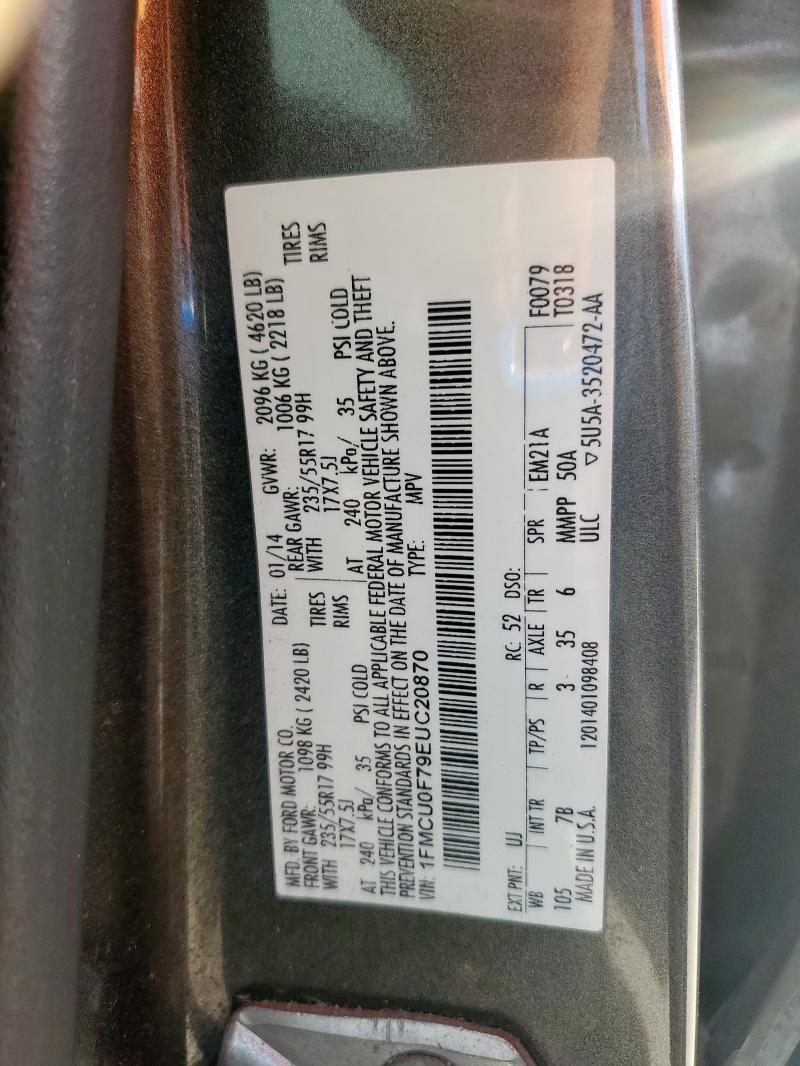 MFD. BY FORD MOTOR CO.
DATE: 01/14 GVWR: 2096 KG ( 4620 LB)
FRONT GAWR: 1098 KG ( 2420 LB) REAR GAWR: 1006 KG ( 2218 LB)
WITH 235/55R17 99H TIRES WITH 235/55R17 99H TIRES
17X7.5J RIMS 17X7.5J RIMS
AT 240 kPa/ 35 PSI COLD AT 240 kPa/ 35 PSI COLD
THIS VEHICLE CONFORMS TO ALL APPLICABLE FEDERAL MOTOR VEHICLE SAFETY AND THEFT
PREVENTION STANDARDS IN EFFECT ON THE DATE OF MANUFACTURE SHOWN ABOVE.
VIN: 1FMCU0F79EUC20870 TYPE: MPV
EXT PNT: UJ RC: 52 DSO:
WB INT TR TP/PS R AXLE TR SPR EM21A F0079
105 7B 3 35 6 MMPP 50A T0318
1201401098408 ULC
MADE IN U.S.A. ▽5U5A-3520472-AA